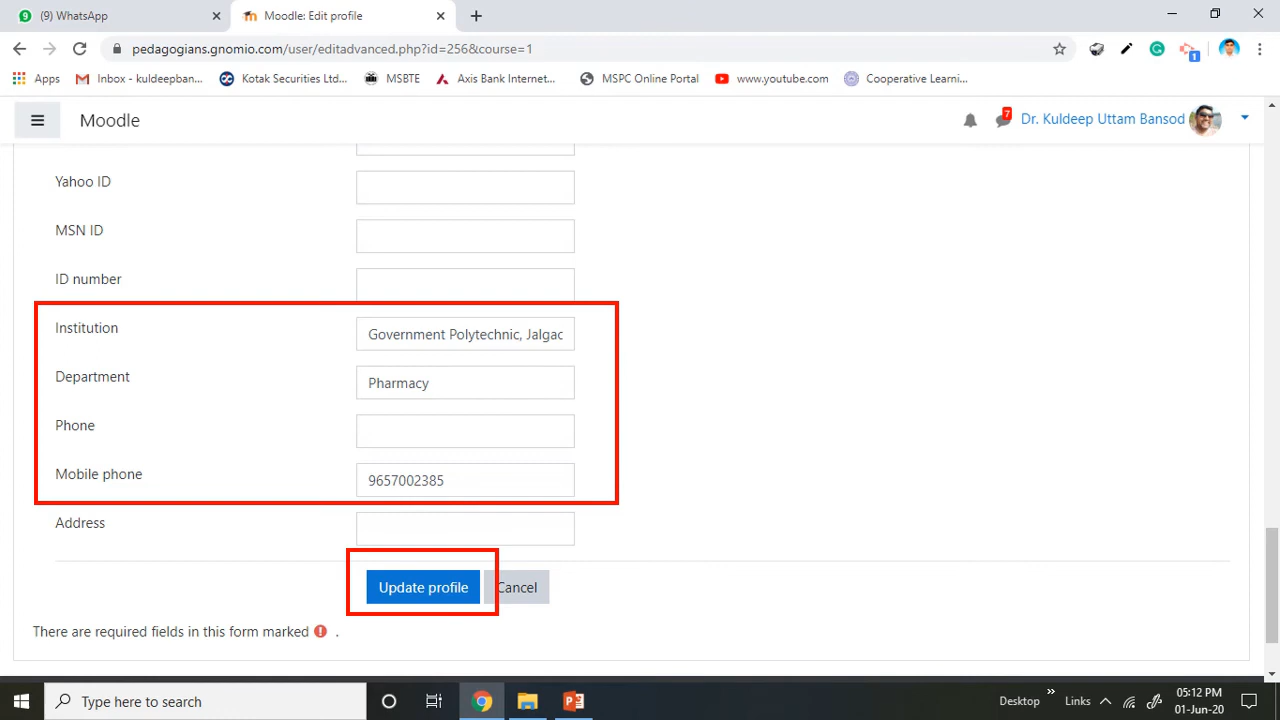 (9) WhatsApp
Moodle: Edit profile
pedagogians.gnomio.com/user/editadvanced.php?id=256&course=1
Apps
Inbox - kuldeepban...
Kotak Securities Ltd...
MSBTE
Axis Bank Internet...
MSPC Online Portal
www.youtube.com
Cooperative Learni...
Moodle
7
Dr. Kuldeep Uttam Bansod
Yahoo ID
MSN ID
ID number
Institution
Government Polytechnic, Jalgac
Department
Pharmacy
Phone
Mobile phone
9657002385
Address
Update profile
Cancel
There are required fields in this form marked .
Type here to search
Desktop
Links
05:12 PM
01-Jun-20